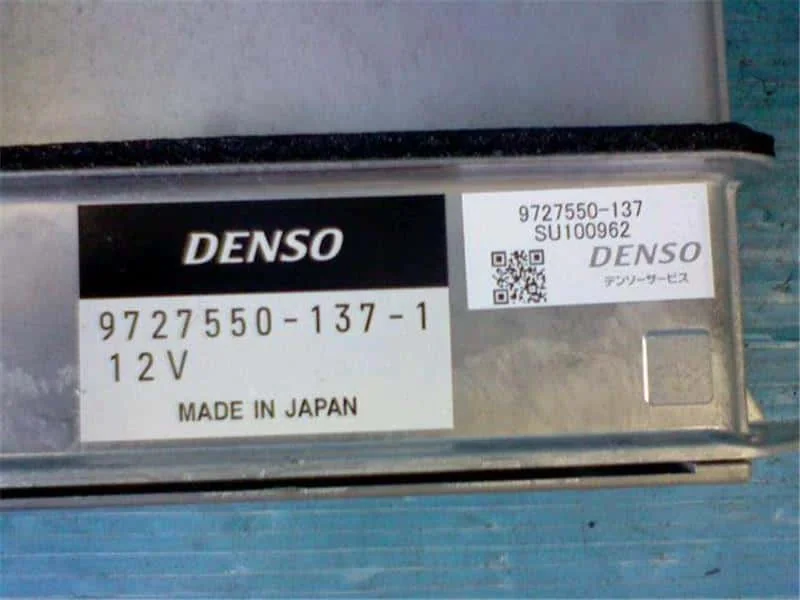 DENSO
9727550-137-1
12V
MADE IN JAPAN
9727550-137
SU100962
DENSO
デンソーサービス